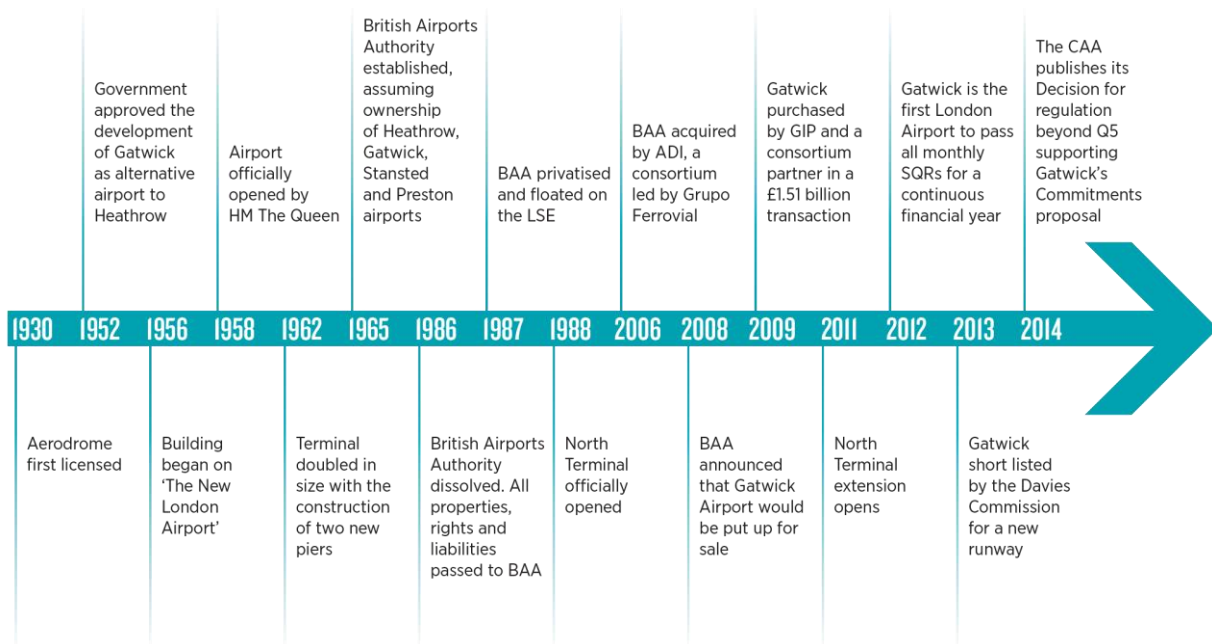 Government
approved the
development
of Gatwick
as alternative
airport to
Heathrow
Airport
officially
opened by
HM The Queen
British Airports
Authority
established,
assuming
ownership
of Heathrow,
Gatwick,
Stansted
and Preston
airports
BAA privatised
and floated on
the LSE
BAA acquired
by ADI, a
consortium
led by Grupo
Ferrovial
Gatwick
purchased
by GIP and a
consortium
partner in a
£1.51 billion
transaction
Gatwick is the
first London
Airport to pass
all monthly
SQRs for a
continuous
financial year
The CAA
publishes its
Decision for
regulation
beyond Q5
supporting
Gatwick’s
Commitments
proposal
1930 1952 1956 1958 1962 1965 1986 1987 1988 2006 2008 2009 2011 2012 2013 2014
Aerodrome
first licensed
Building
began on
‘The New
London
Airport’
Terminal
doubled in
size with the
construction
of two new
piers
British Airports
Authority
dissolved. All
properties,
rights and
liabilities
passed to BAA
North
Terminal
officially
opened
BAA
announced
that Gatwick
Airport would
be put up for
sale
North
Terminal
extension
opens
Gatwick
short listed
by the Davies
Commission
for a new
runway